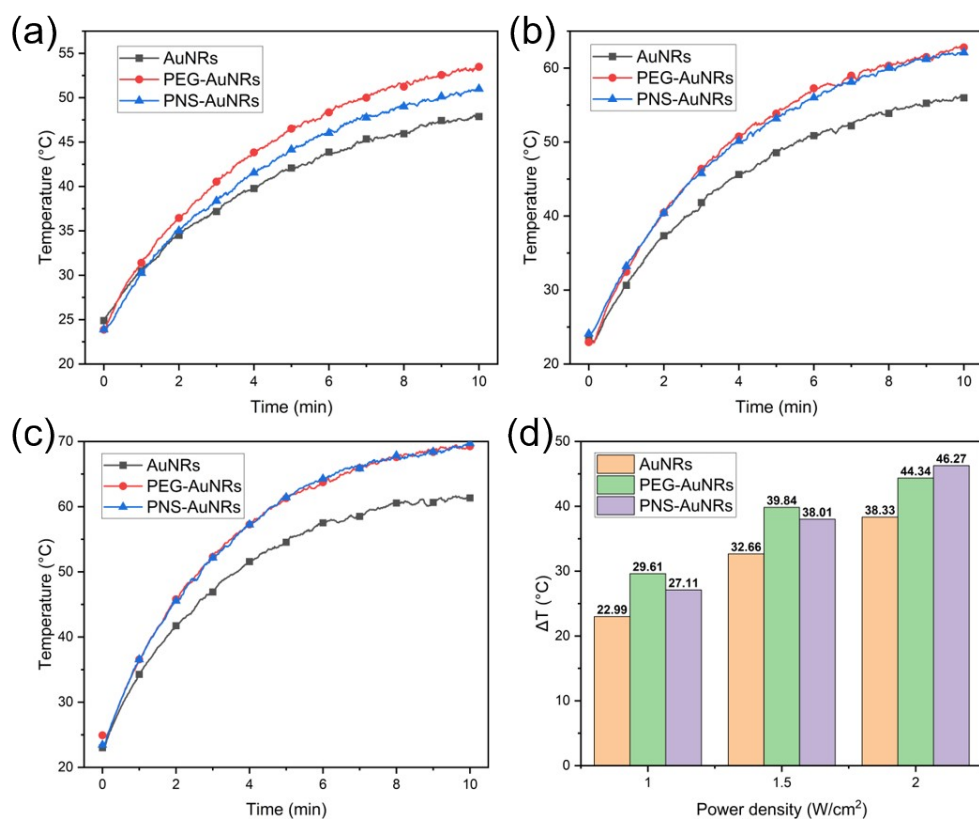 (a)
AuNRs
PEG-AuNRs
PNS-AuNRs
Temperature (°C)
55
50
45
40
35
30
25
20
0 2 4 6 8 10
Time (min)
(b)
AuNRs
PEG-AuNRs
PNS-AuNRs
Temperature (°C)
60
50
40
30
20
0 2 4 6 8 10
Time (min)
(c)
AuNRs
PEG-AuNRs
PNS-AuNRs
Temperature (°C)
70
60
50
40
30
20
0 2 4 6 8 10
Time (min)
(d)
AuNRs
PEG-AuNRs
PNS-AuNRs
ΔT (°C)
50
40
30
20
10
0
22.99 29.61 27.11
32.66 39.84 38.01
38.33 44.34 46.27
1 1.5 2
Power density (W/cm²)